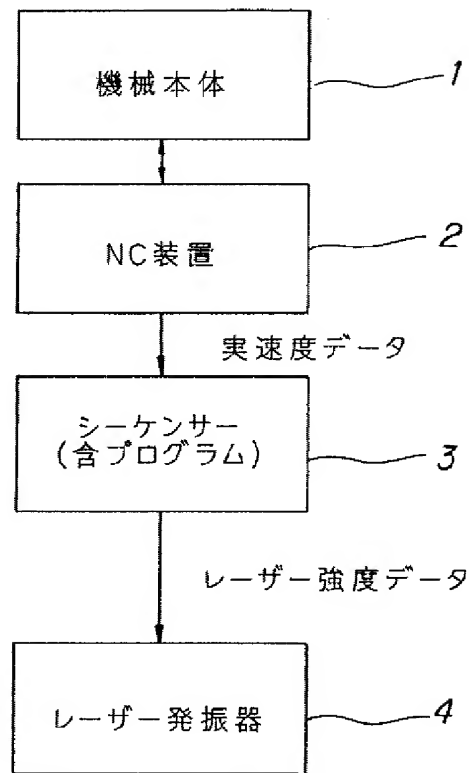 機械本体
1
NC装置
2
実速度データ
シーケンサー
(含プログラム)
3
レーザー強度データ
レーザー発振器
4